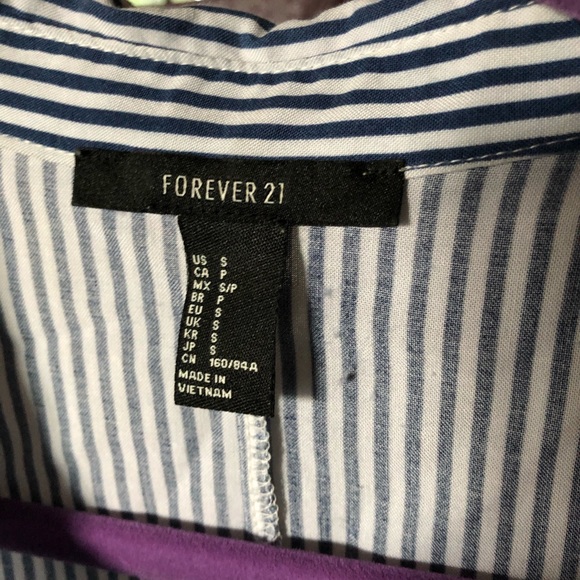 FOREVER 21
US S
CA P
MX S/P
BR P
EU S
UK S
KR S
JP S
CN 160/84A
MADE IN
VIETNAM